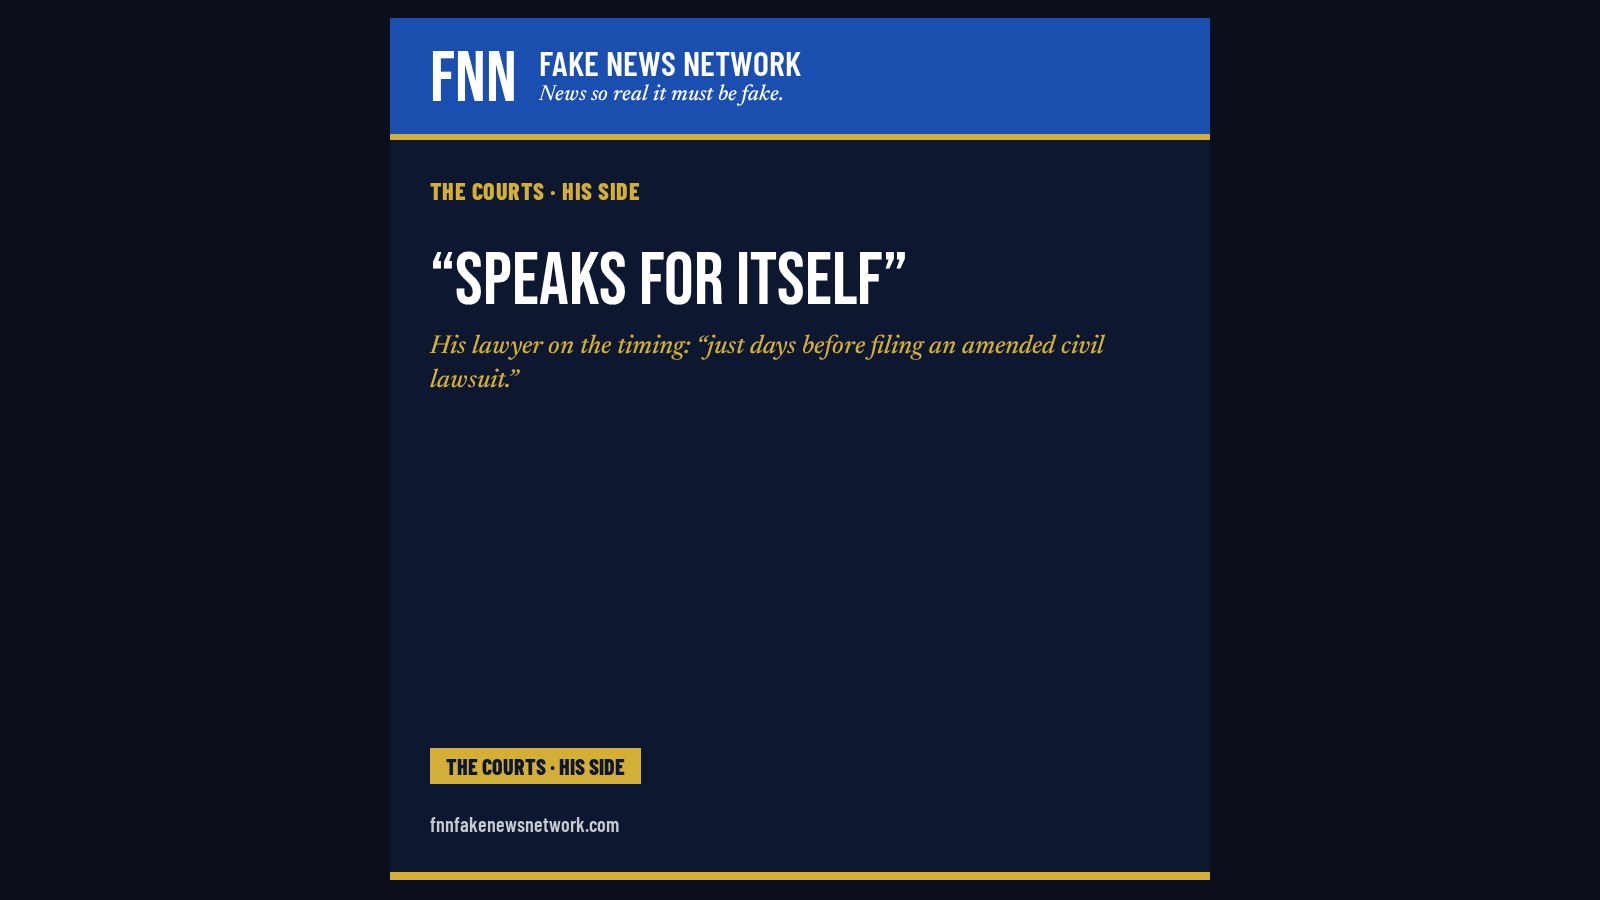 FNN
FAKE NEWS NETWORK
News so real it must be fake.
THE COURTS · HIS SIDE
“SPEAKS FOR ITSELF”
His lawyer on the timing: “just days before filing an amended civil
lawsuit.”
THE COURTS · HIS SIDE
fnnfakenewsnetwork.com